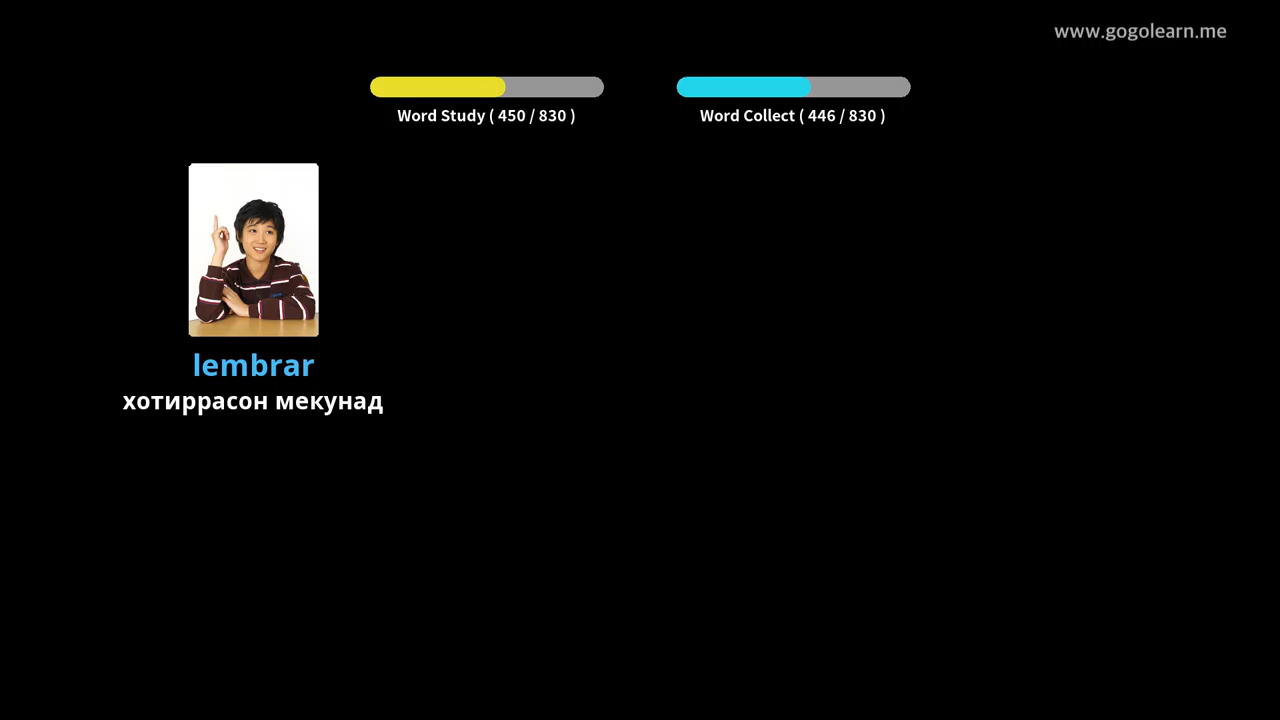 www.gogolearn.me
Word Study ( 450 / 830 )
Word Collect ( 446 / 830 )
lembrar
хотиррасон мекунад